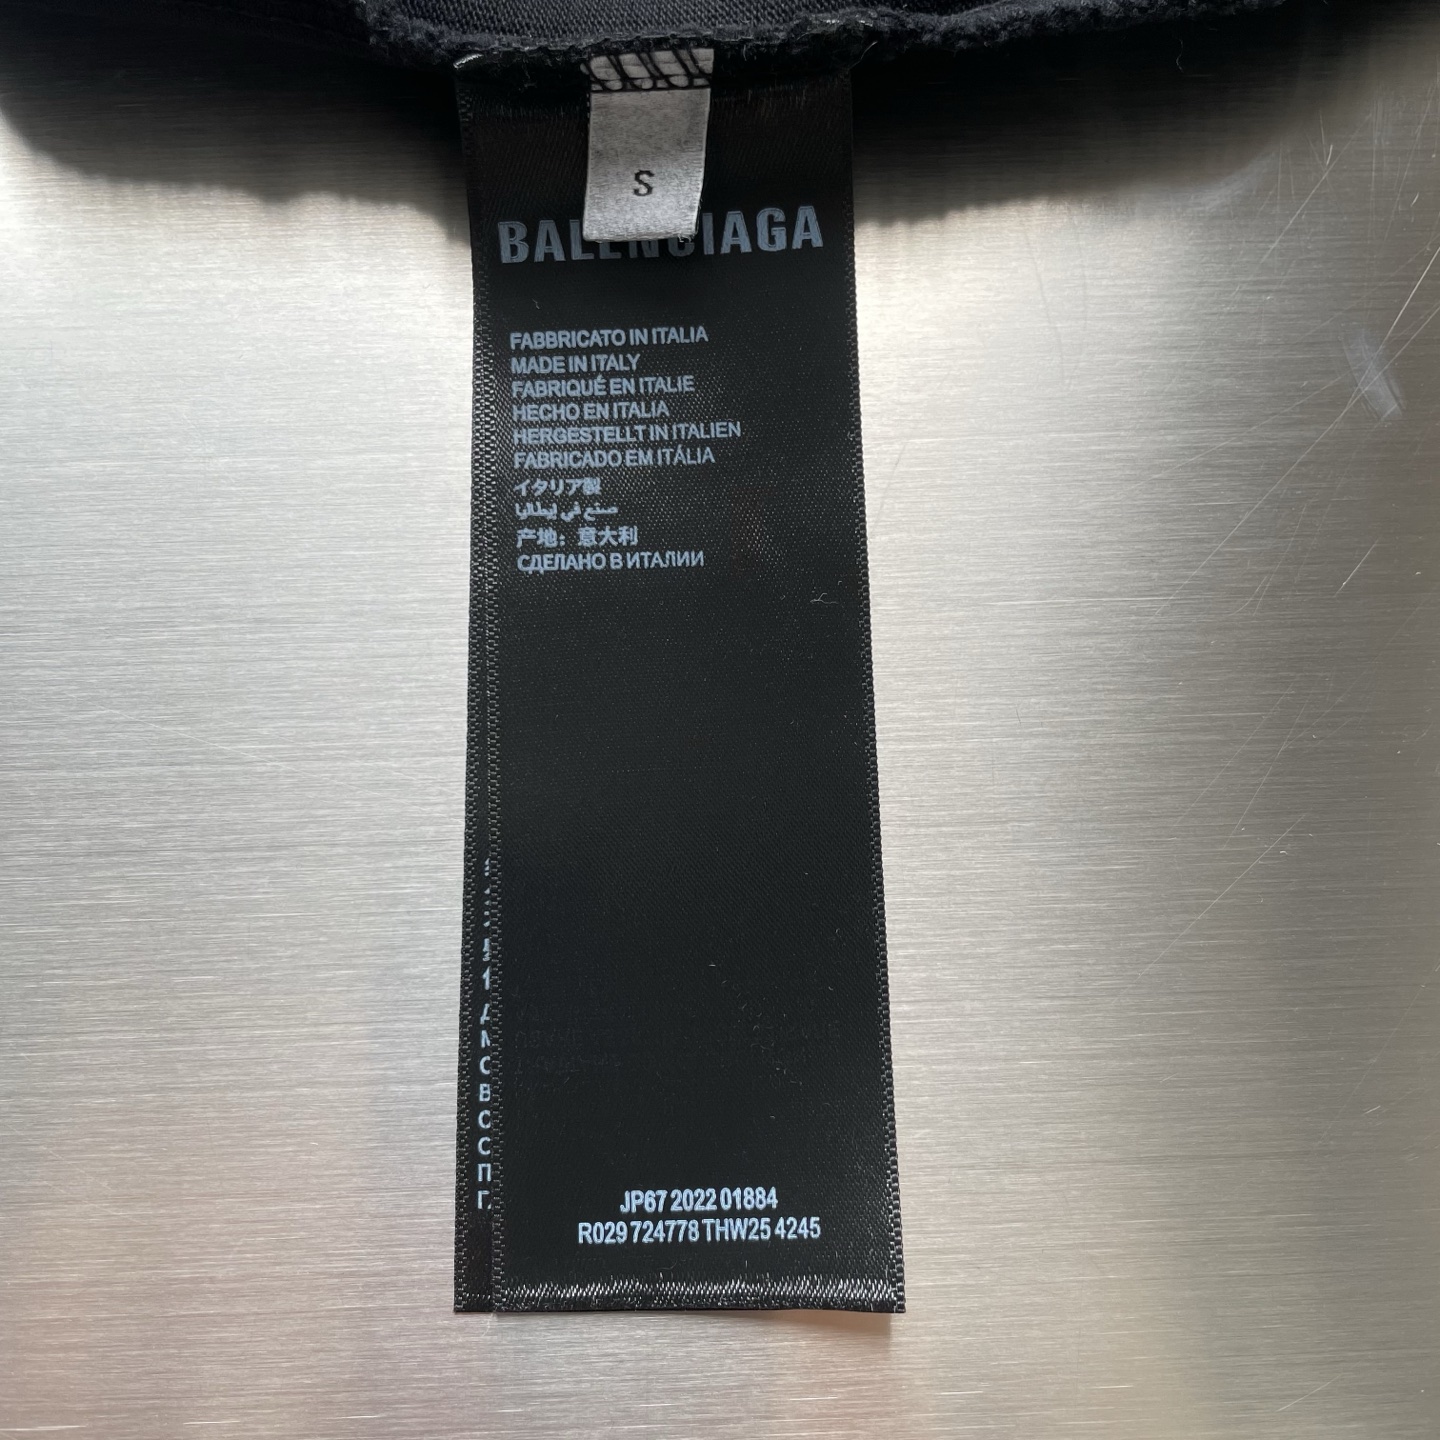 S
BALENCIAGA
FABBRICATO IN ITALIA
MADE IN ITALY
FABRIQUÉ EN ITALIE
HECHO EN ITALIA
HERGESTELLT IN ITALIEN
FABRICADO EM ITÁLIA
イタリア製
صنع في إيطاليا
产地：意大利
СДЕЛАНО В ИТАЛИИ
JP67 2022 01884
R029 724778 THW25 4245